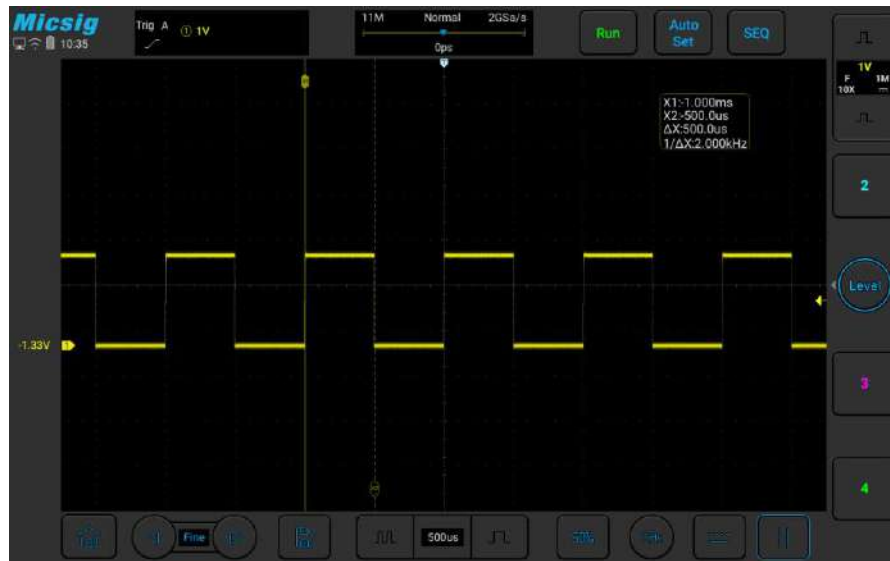 Micsig
10:35
Trig A ① 1V
11M Normal 2GSa/s
0ps
Run
Auto
Set
SEQ
1V
F 1M
10X
X1:-1.000ms
X2:-500.0us
ΔX:500.0us
1/ΔX:2.000kHz
2
Level
-1.33V
1
3
4
Fine
500us
50%